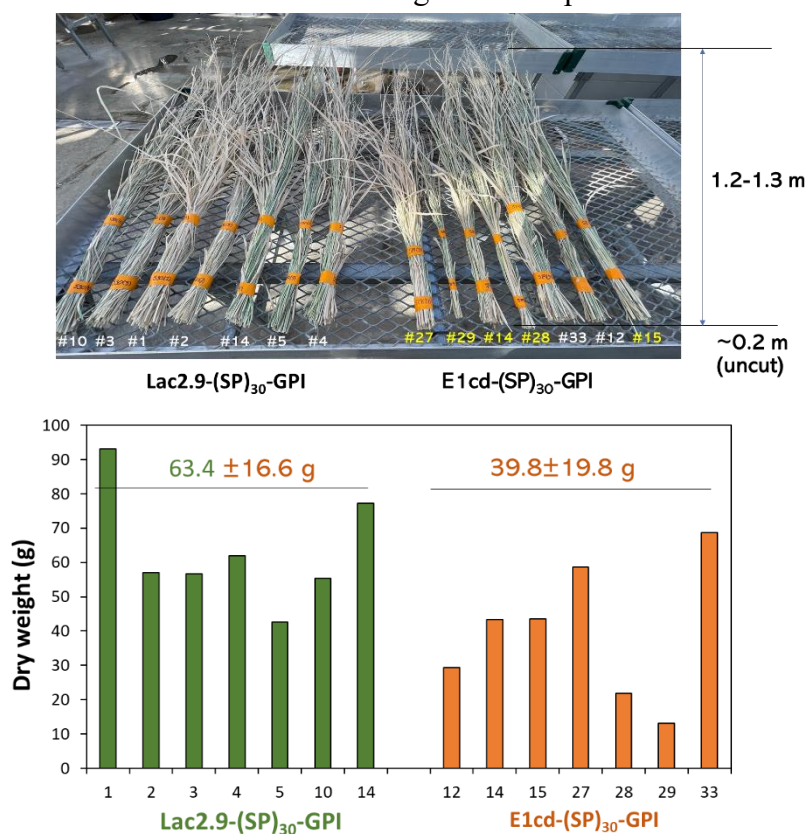 1.2-1.3 m
#10 #3 #1 #2 #14 #5 #4 #27 #29 #14 #28 #33 #12 #15
~0.2 m
(uncut)
Lac2.9-(SP)30-GPI E1cd-(SP)30-GPI
100
90
80
70
60
50
40
30
20
10
0
Dry weight (g)
63.4 ±16.6 g 39.8±19.8 g
1 2 3 4 5 10 14 12 14 15 27 28 29 33
Lac2.9-(SP)30-GPI E1cd-(SP)30-GPI